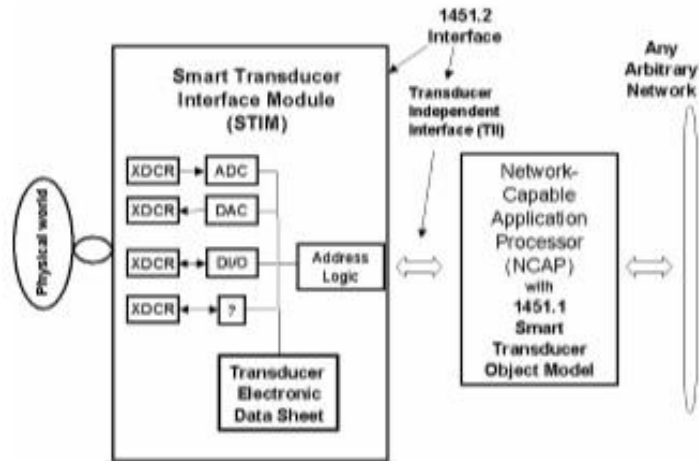 1451.2
Interface
Any
Arbitrary
Network
Smart Transducer
Interface Module
(STIM)
Transducer
Independent
Interface (TII)
Physical world
XDCR
ADC
XDCR
DAC
XDCR
DI/O
XDCR
?
Address
Logic
Transducer
Electronic
Data Sheet
Network-
Capable
Application
Processor
(NCAP)
with
1451.1
Smart
Transducer
Object Model